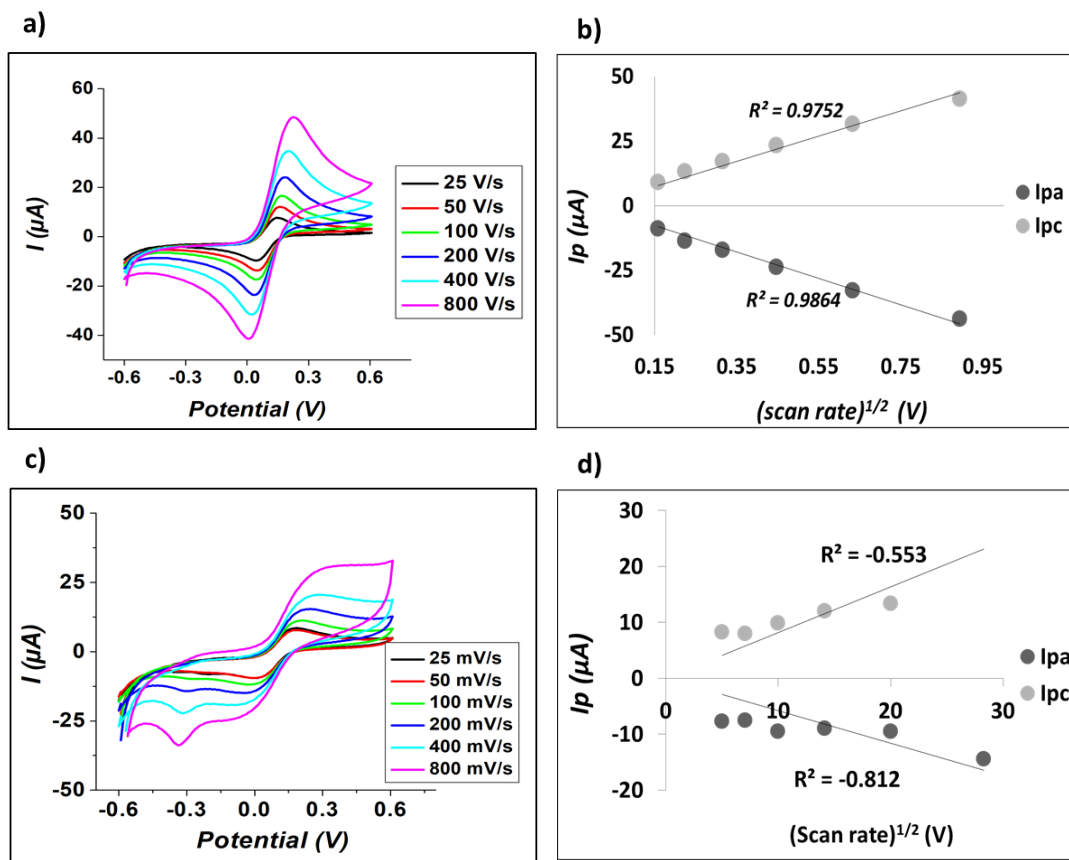 a)
I (µA)
60
40
20
0
-20
-40
-0.6 -0.3 0.0 0.3 0.6
Potential (V)
25 V/s
50 V/s
100 V/s
200 V/s
400 V/s
800 V/s
b)
Ip (µA)
50
25
0
-25
-50
R² = 0.9752
R² = 0.9864
Ipa
Ipc
0.15 0.35 0.55 0.75 0.95
(scan rate)¹/² (V)
c)
I (µA)
50
25
0
-25
-50
-0.6 -0.3 0.0 0.3 0.6
Potential (V)
25 mV/s
50 mV/s
100 mV/s
200 mV/s
400 mV/s
800 mV/s
d)
Ip (µA)
30
20
10
0
-10
-20
R² = -0.553
Ipa
Ipc
0 10 20 30
R² = -0.812
(Scan rate)¹/² (V)